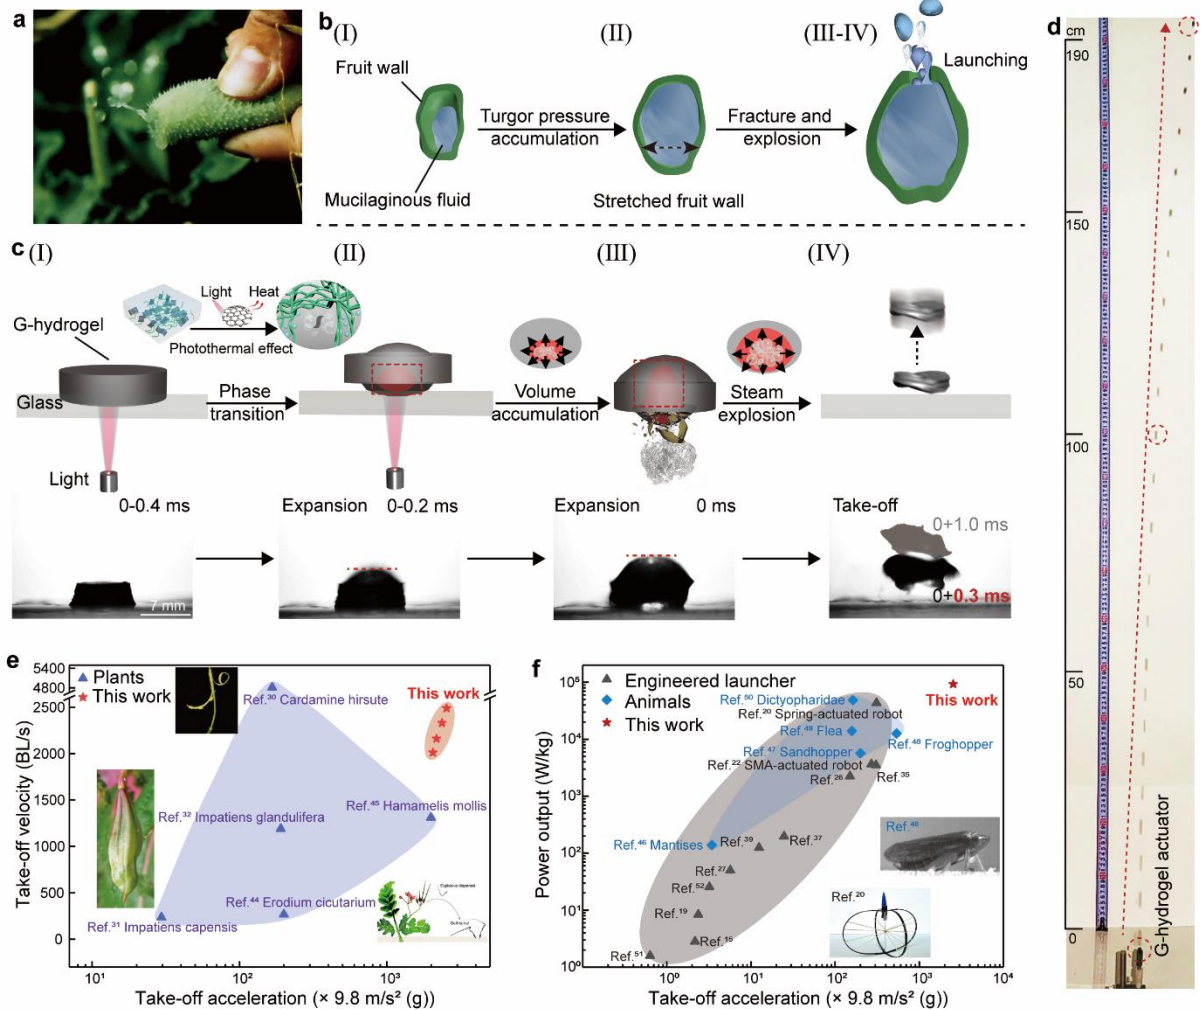 a
b (I)
(II)
(III-IV)
Fruit wall
Launching
Turgor pressure
accumulation
Fracture and
explosion
Mucilaginous fluid
Stretched fruit wall
c (I)
(II)
(III)
(IV)
Light
Heat
G-hydrogel
Photothermal effect
Glass
Phase
transition
Volume
accumulation
Steam
explosion
Light
0-0.4 ms
7 mm
Expansion
0-0.2 ms
Expansion
0 ms
Take-off
0+1.0 ms
0+0.3 ms
d
cm
190
150
100
50
0
G-hydrogel actuator
e
Take-off velocity (BL/s)
5400
4800
2500
2000
1500
1000
500
0
Plants
This work
Ref.³⁰ Cardamine hirsute
This work
Ref.³² Impatiens glandulifera
Ref.⁴⁵ Hamamelis mollis
Ref.⁴⁴ Erodium cicutarium
Ref.³¹ Impatiens capensis
10¹
10²
10³
Take-off acceleration (× 9.8 m/s² (g))
f
Power output (W/kg)
10⁵
10⁴
10³
10²
10¹
10⁰
Engineered launcher
Animals
This work
Ref.⁵⁰ Dictyopharidae
This work
Ref.²⁰ Spring-actuated robot
Ref.⁴⁹ Flea
Ref.⁴⁸ Froghopper
Ref.⁴⁷ Sandhopper
Ref.²² SMA-actuated robot
Ref.²⁶
Ref.³⁵
Ref.⁴⁶ Mantises
Ref.³⁹
Ref.³⁷
Ref.²⁷
Ref.⁵²
Ref.¹⁹
Ref.¹⁵
Ref.⁵¹
Ref.⁴⁸
Ref.²⁰
10⁰
10¹
10²
10³
10⁴
Take-off acceleration (× 9.8 m/s² (g))